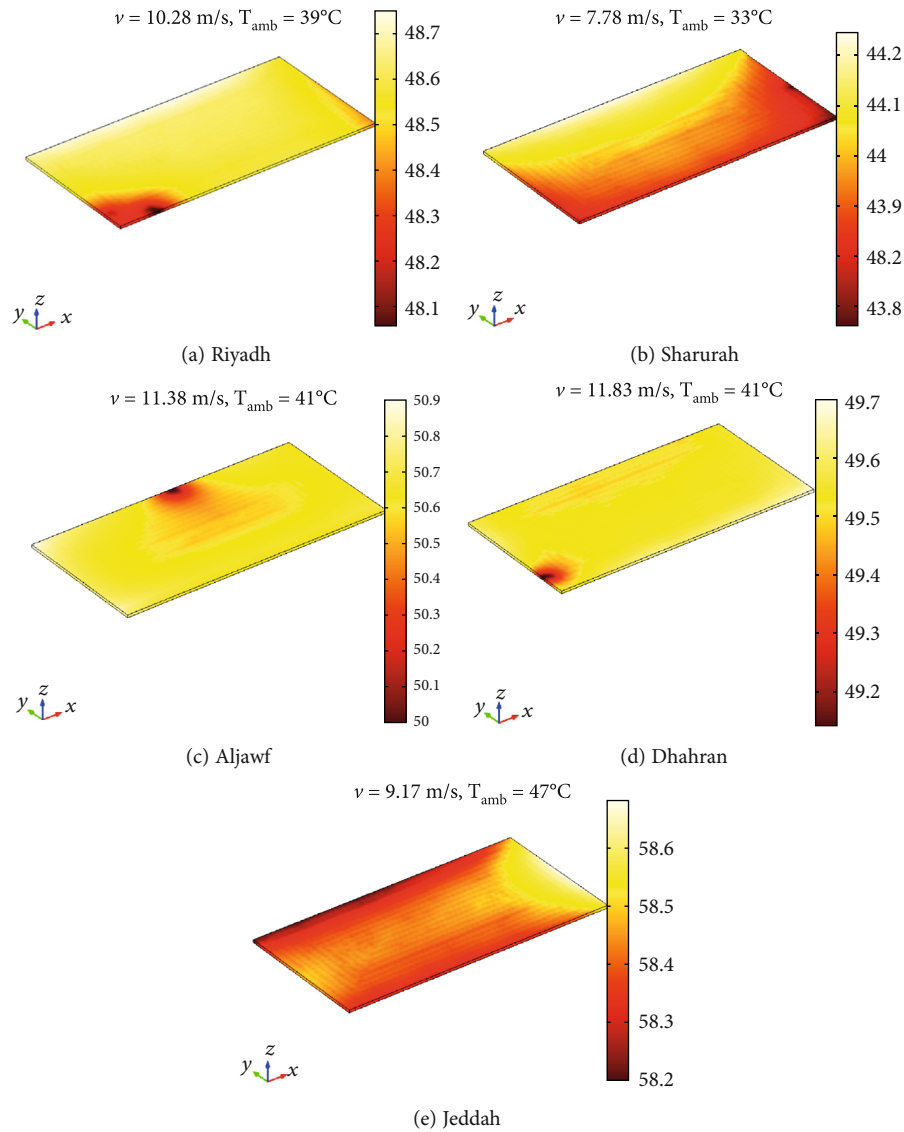 v = 10.28 m/s, T_amb = 39°C
48.7
48.6
48.5
48.3
48.2
48.1
y z x
(a) Riyadh
v = 7.78 m/s, T_amb = 33°C
44.2
44.1
44
43.9
48.2
43.8
y z x
(b) Sharurah
v = 11.38 m/s, T_amb = 41°C
50.9
50.8
50.7
50.6
50.5
50.4
50.3
50.2
50.1
50
y z x
(c) Aljawf
v = 11.83 m/s, T_amb = 41°C
49.7
49.6
49.5
49.4
49.3
49.2
y z x
(d) Dhahran
v = 9.17 m/s, T_amb = 47°C
58.6
58.5
58.4
58.3
58.2
y z x
(e) Jeddah